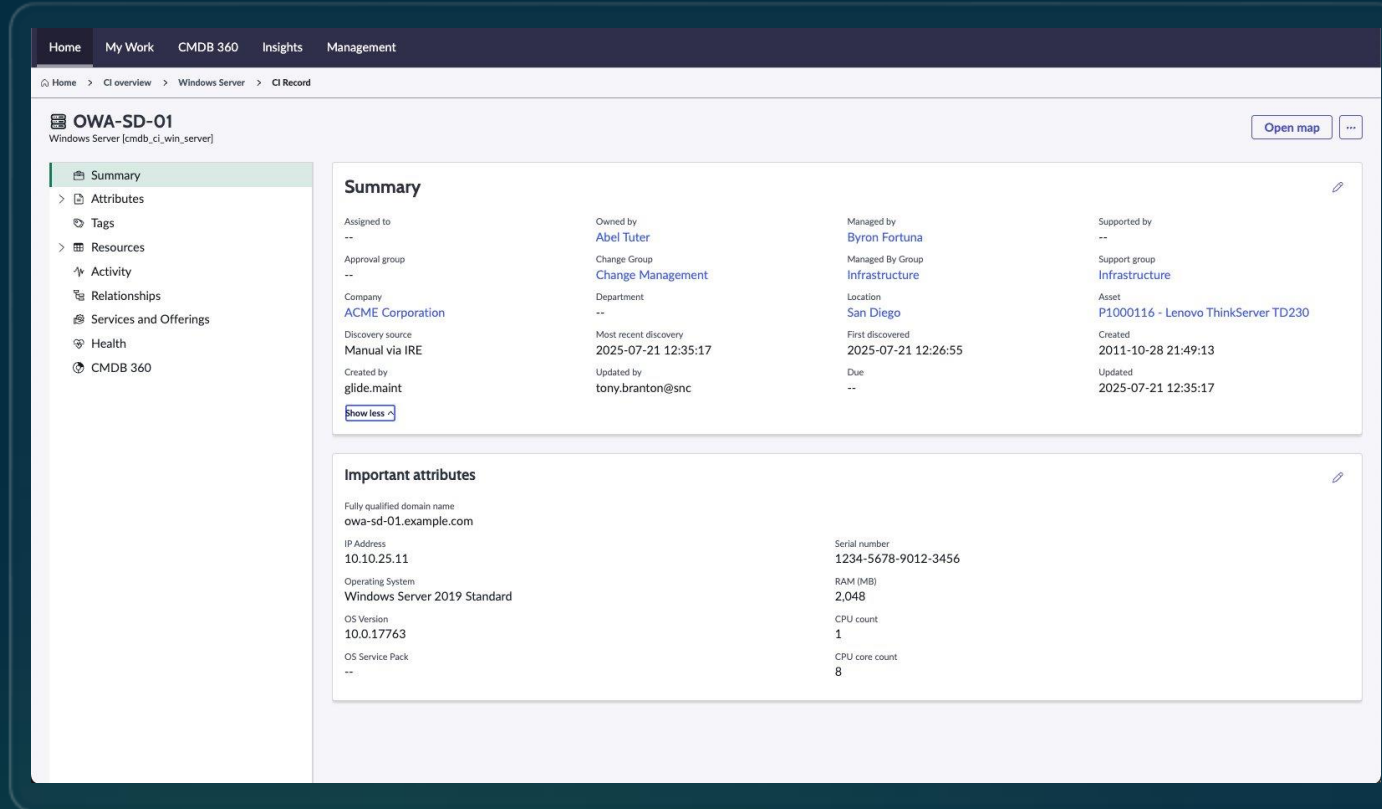 Home My Work CMDB 360 Insights Management
Home > CI overview > Windows Server > CI Record
OWA-SD-01
Windows Server [cmdb_ci_win_server]
Open map ...
Summary
Attributes
Tags
Resources
Activity
Relationships
Services and Offerings
Health
CMDB 360
Summary
Assigned to Owned by Managed by Supported by
-- Abel Tuter Byron Fortuna --
Approval group Change Group Managed By Group Support group
-- Change Management Infrastructure Infrastructure
Company Department Location Asset
ACME Corporation -- San Diego P1000116 - Lenovo ThinkServer TD230
Discovery source Most recent discovery First discovered Created
Manual via IRE 2025-07-21 12:35:17 2025-07-21 12:26:55 2011-10-28 21:49:13
Created by Updated by Due Updated
glide.maint tony.branton@snc -- 2025-07-21 12:35:17
Show less
Important attributes
Fully qualified domain name
owa-sd-01.example.com
IP Address Serial number
10.10.25.11 1234-5678-9012-3456
Operating System RAM (MB)
Windows Server 2019 Standard 2,048
OS Version CPU count
10.0.17763 1
OS Service Pack CPU core count
-- 8